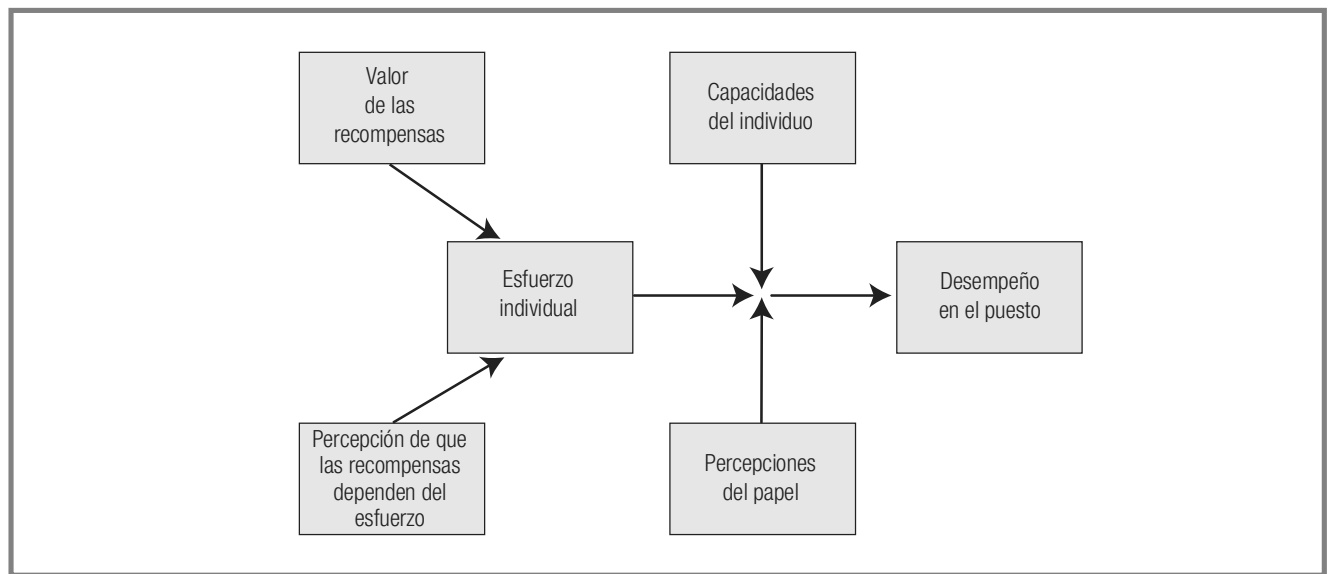 Valor
de las
recompensas
Capacidades
del individuo
Esfuerzo
individual
Desempeño
en el puesto
Percepción de que
las recompensas
dependen del
esfuerzo
Percepciones
del papel